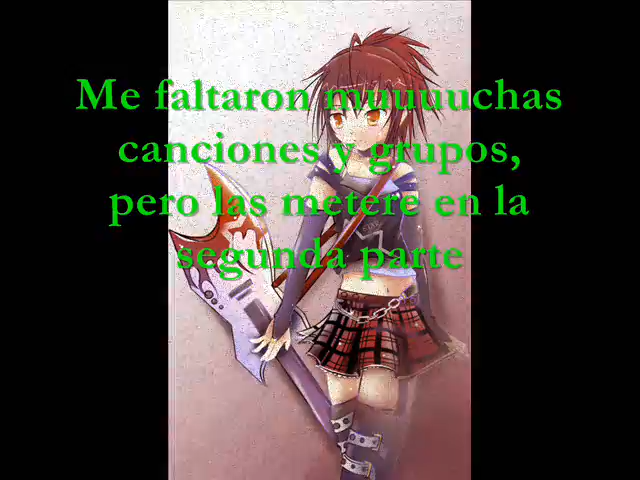 Me faltaron muuuuchas
canciones y grupos,
pero las metere en la
segunda parte